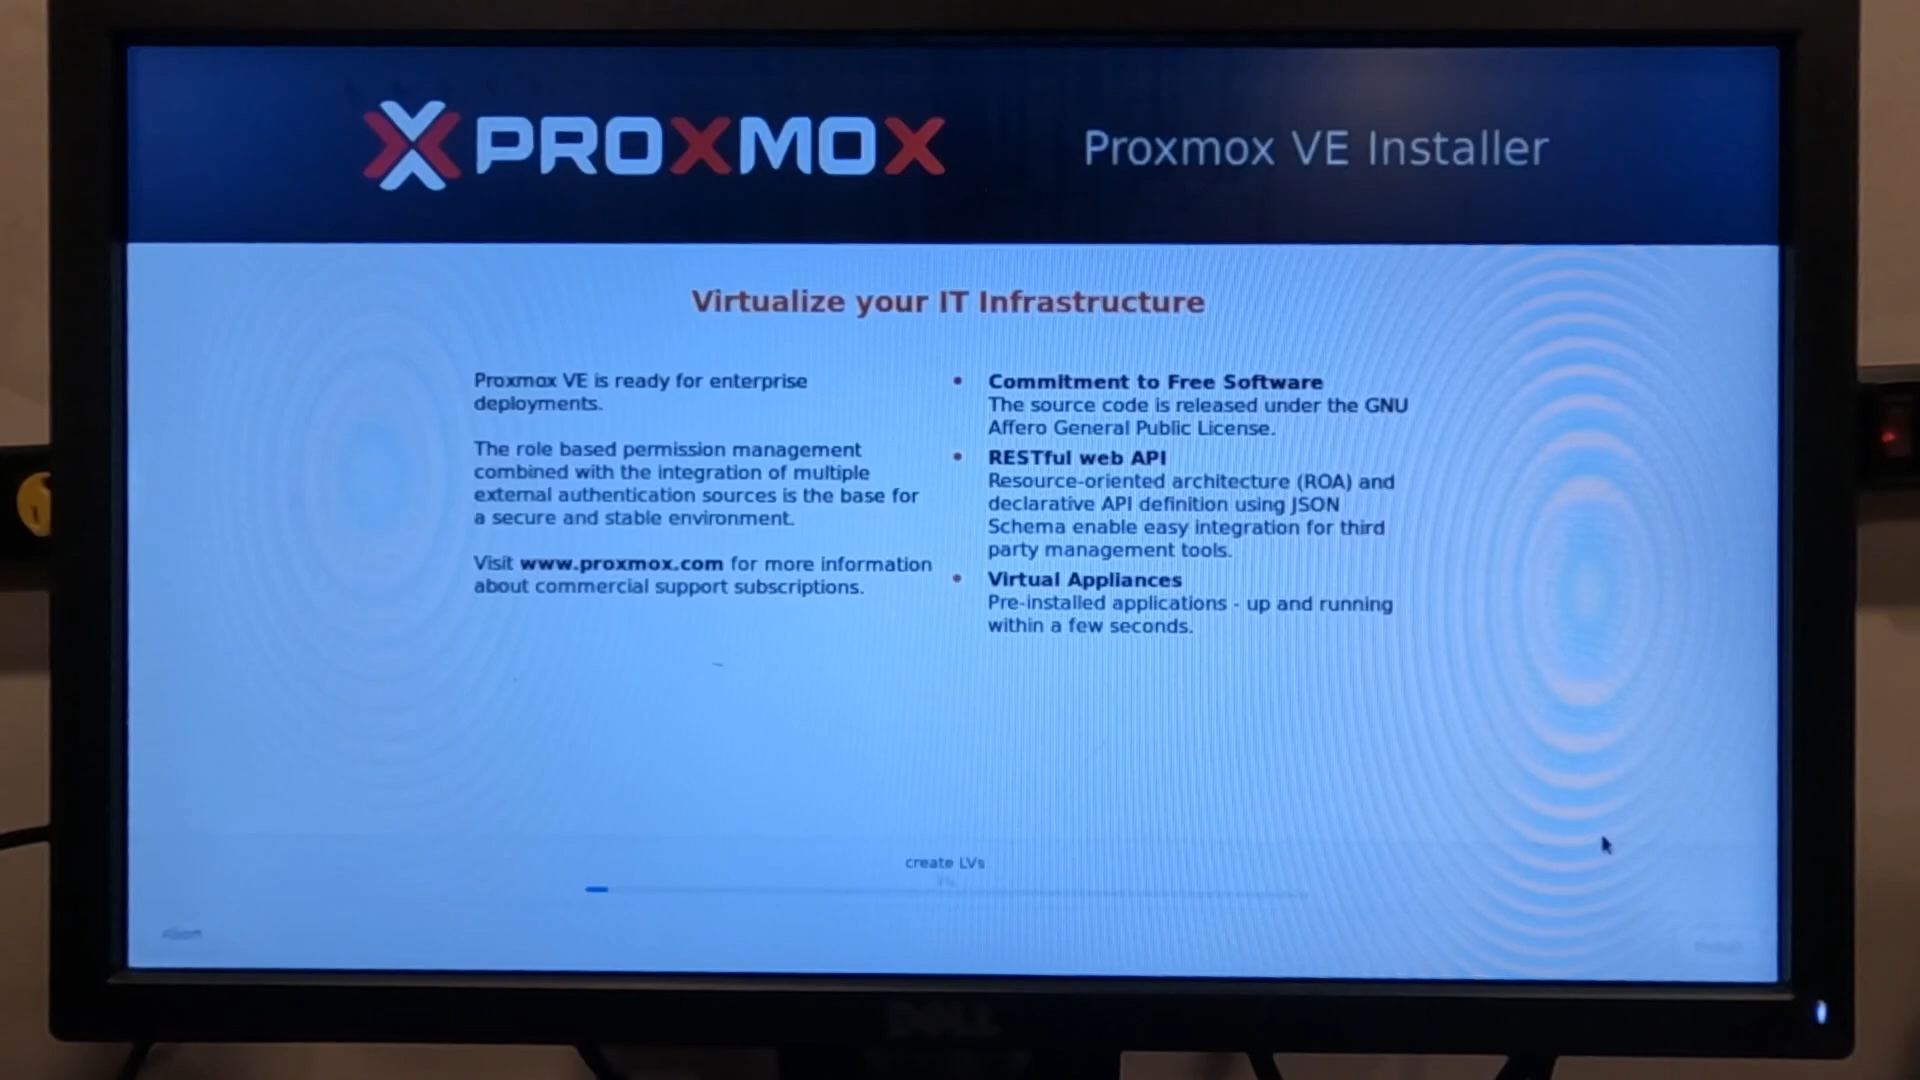 PROXMOX
Proxmox VE Installer
Virtualize your IT Infrastructure
Proxmox VE is ready for enterprise
deployments.
The role based permission management
combined with the integration of multiple
external authentication sources is the base for
a secure and stable environment.
Visit www.proxmox.com for more information
about commercial support subscriptions.
• Commitment to Free Software
The source code is released under the GNU
Affero General Public License.
• RESTful web API
Resource-oriented architecture (ROA) and
declarative API definition using JSON
Schema enable easy integration for third
party management tools.
• Virtual Appliances
Pre-installed applications - up and running
within a few seconds.
create LVs
DELL